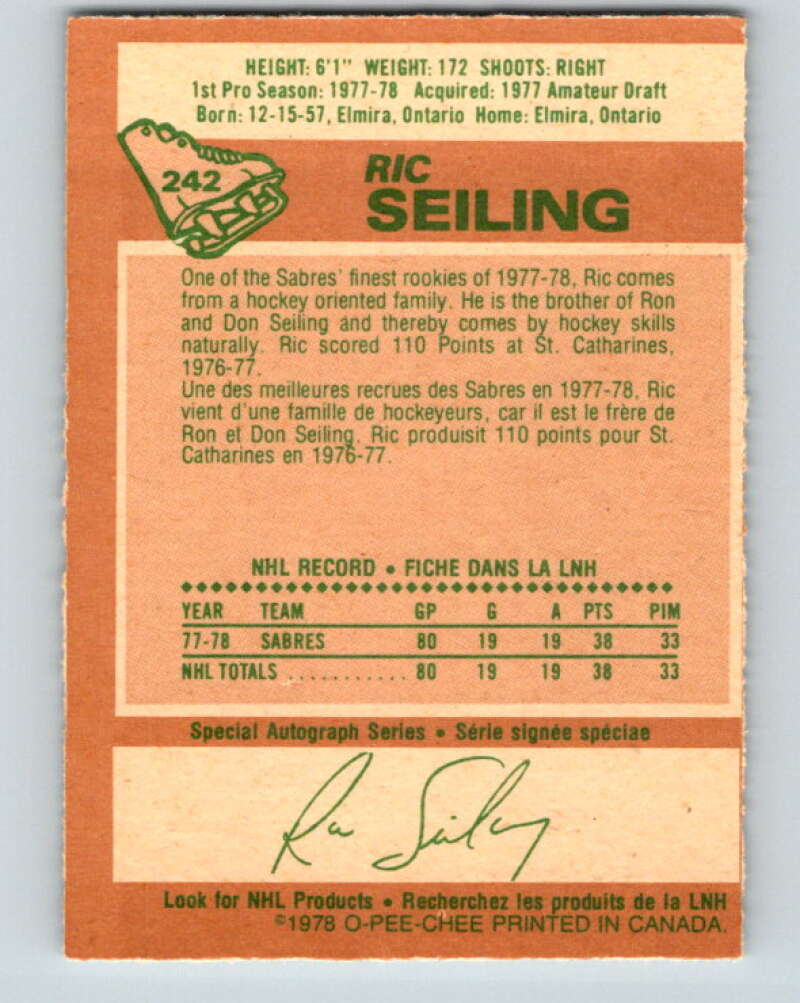 HEIGHT: 6'1" WEIGHT: 172 SHOOTS: RIGHT
1st Pro Season: 1977-78 Acquired: 1977 Amateur Draft
Born: 12-15-57, Elmira, Ontario Home: Elmira, Ontario
242
RIC
SEILING
One of the Sabres' finest rookies of 1977-78, Ric comes
from a hockey oriented family. He is the brother of Ron
and Don Seiling and thereby comes by hockey skills
naturally. Ric scored 110 Points at St. Catharines,
1976-77.
Une des meilleures recrues des Sabres en 1977-78, Ric
vient d'une famille de hockeyeurs, car il est le frère de
Ron et Don Seiling. Ric produisit 110 points pour St.
Catharines en 1976-77.
NHL RECORD • FICHE DANS LA LNH
YEAR TEAM GP G A PTS PIM
77-78 SABRES 80 19 19 38 33
NHL TOTALS ........... 80 19 19 38 33
Special Autograph Series • Série signée spéciae
Ric Seiling
Look for NHL Products • Recherchez les produits de la LNH
©1978 O-PEE-CHEE PRINTED IN CANADA.